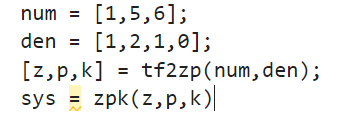 num = [1,5,6];
den = [1,2,1,0];
[z,p,k] = tf2zp(num,den);
sys = zpk(z,p,k)